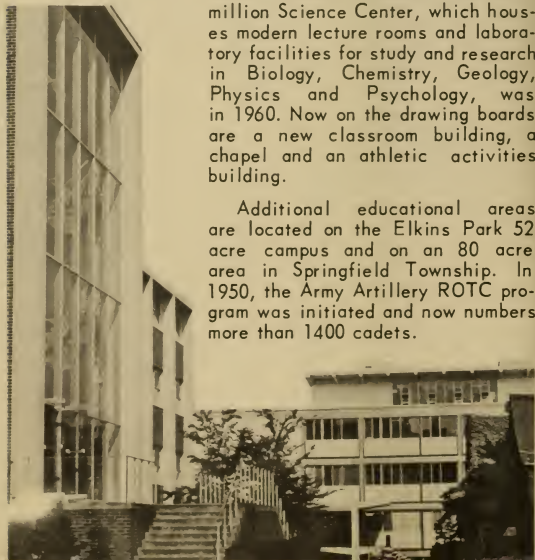 million Science Center, which hous-
es modern lecture rooms and labora-
tory facilities for study and research
in Biology, Chemistry, Geology,
Physics and Psychology, was
in 1960. Now on the drawing boards
are a new classroom building, a
chapel and an athletic activities
building.
Additional educational areas
are located on the Elkins Park 52
acre campus and on an 80 acre
area in Springfield Township. In
1950, the Army Artillery ROTC pro-
gram was initiated and now numbers
more than 1400 cadets.